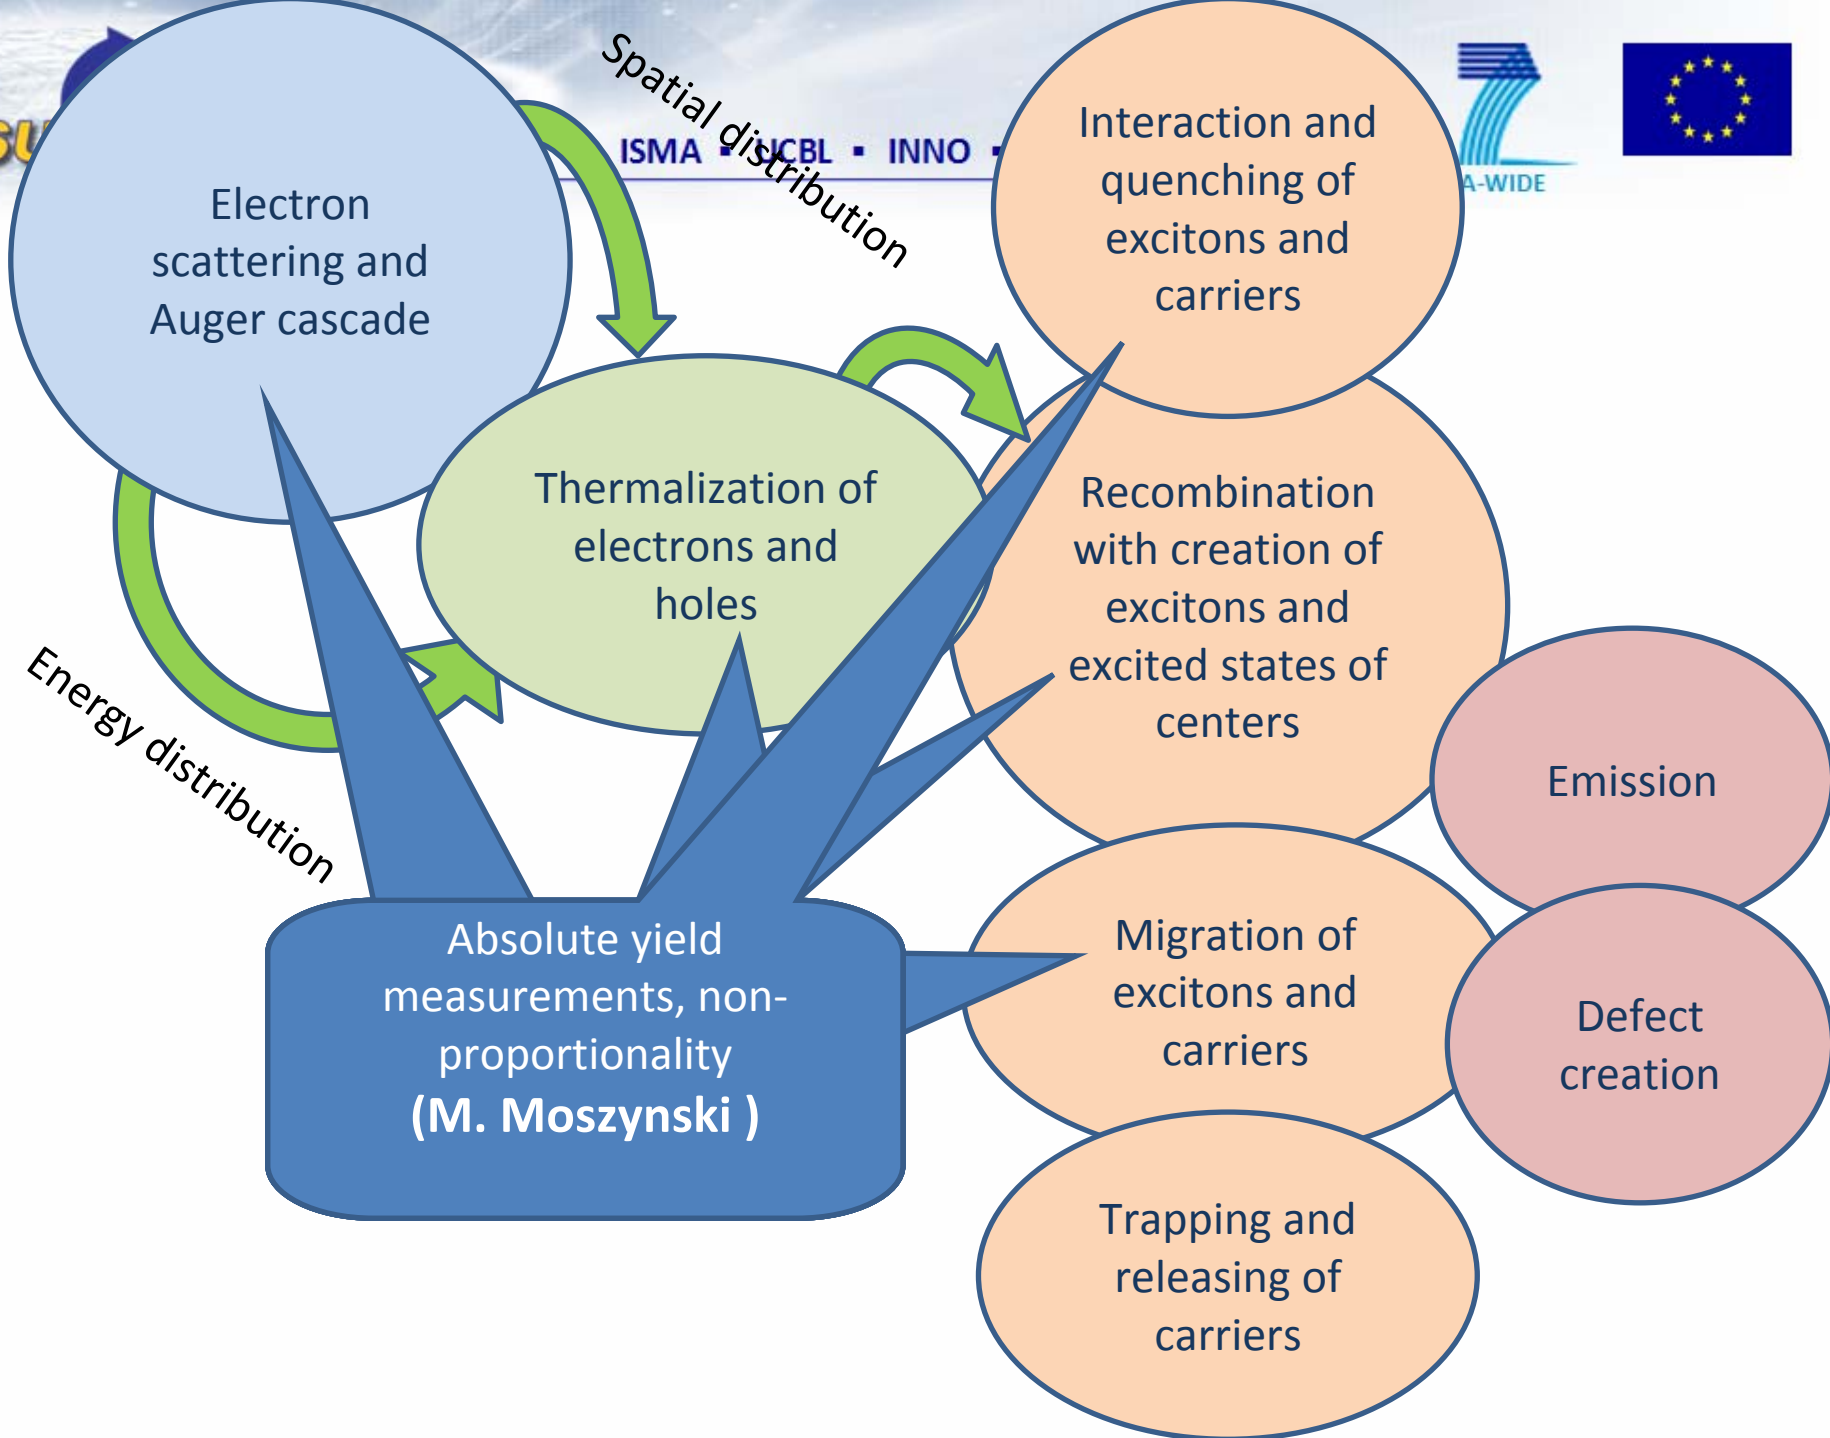 Spatial distribution
ISMA ▪ UCBL ▪ INNO ▪
A-WIDE
Electron
scattering and
Auger cascade
Interaction and
quenching of
excitons and
carriers
Thermalization of
electrons and
holes
Recombination
with creation of
excitons and
excited states of
centers
Energy distribution
Emission
Absolute yield
measurements, non-
proportionality
(M. Moszynski )
Migration of
excitons and
carriers
Defect
creation
Trapping and
releasing of
carriers